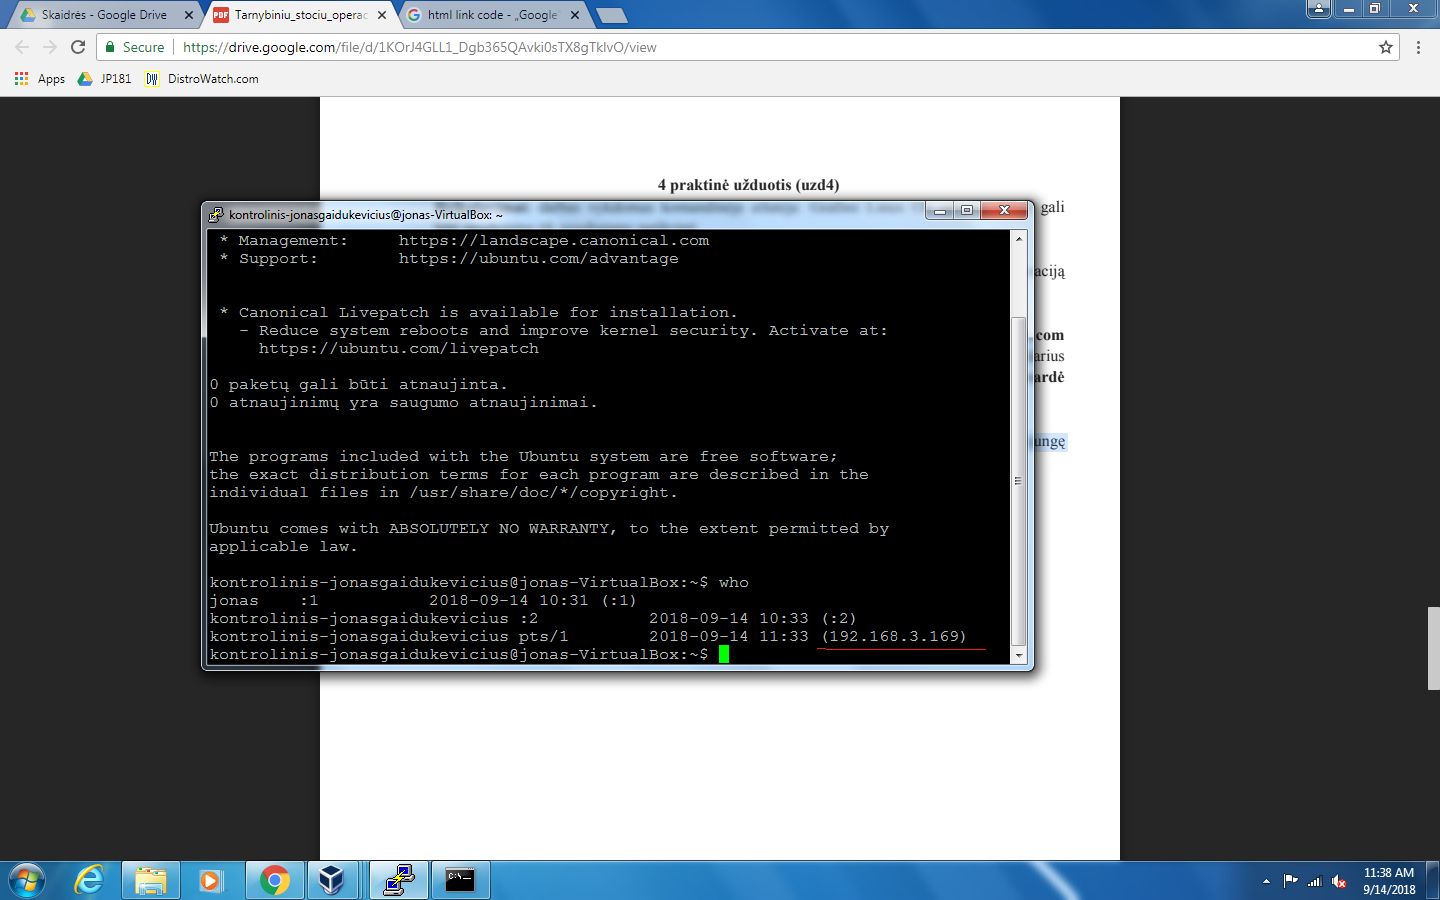 Skaidrės - Google Drive
Tarnybiniu_stociu_operac
html link code - „Google“
Secure
https://drive.google.com/file/d/1KOrJ4GLL1_Dgb365QAvki0sTX8gTklvO/view
Apps
JP181
DW
DistroWatch.com
4 praktinė užduotis (uzd4)
gali
aciją
.com
arius
ardė
ungę
kontrolinis-jonasgaidukevicius@jonas-VirtualBox: ~
* Management:     https://landscape.canonical.com
* Support:        https://ubuntu.com/advantage
* Canonical Livepatch is available for installation.
- Reduce system reboots and improve kernel security. Activate at:
https://ubuntu.com/livepatch
0 paketų gali būti atnaujinta.
0 atnaujinimų yra saugumo atnaujinimai.
The programs included with the Ubuntu system are free software;
the exact distribution terms for each program are described in the
individual files in /usr/share/doc/*/copyright.
Ubuntu comes with ABSOLUTELY NO WARRANTY, to the extent permitted by
applicable law.
kontrolinis-jonasgaidukevicius@jonas-VirtualBox:~$ who
jonas    :1           2018-09-14 10:31 (:1)
kontrolinis-jonasgaidukevicius :2           2018-09-14 10:33 (:2)
kontrolinis-jonasgaidukevicius pts/1        2018-09-14 11:33 (192.168.3.169)
kontrolinis-jonasgaidukevicius@jonas-VirtualBox:~$
11:38 AM
9/14/2018